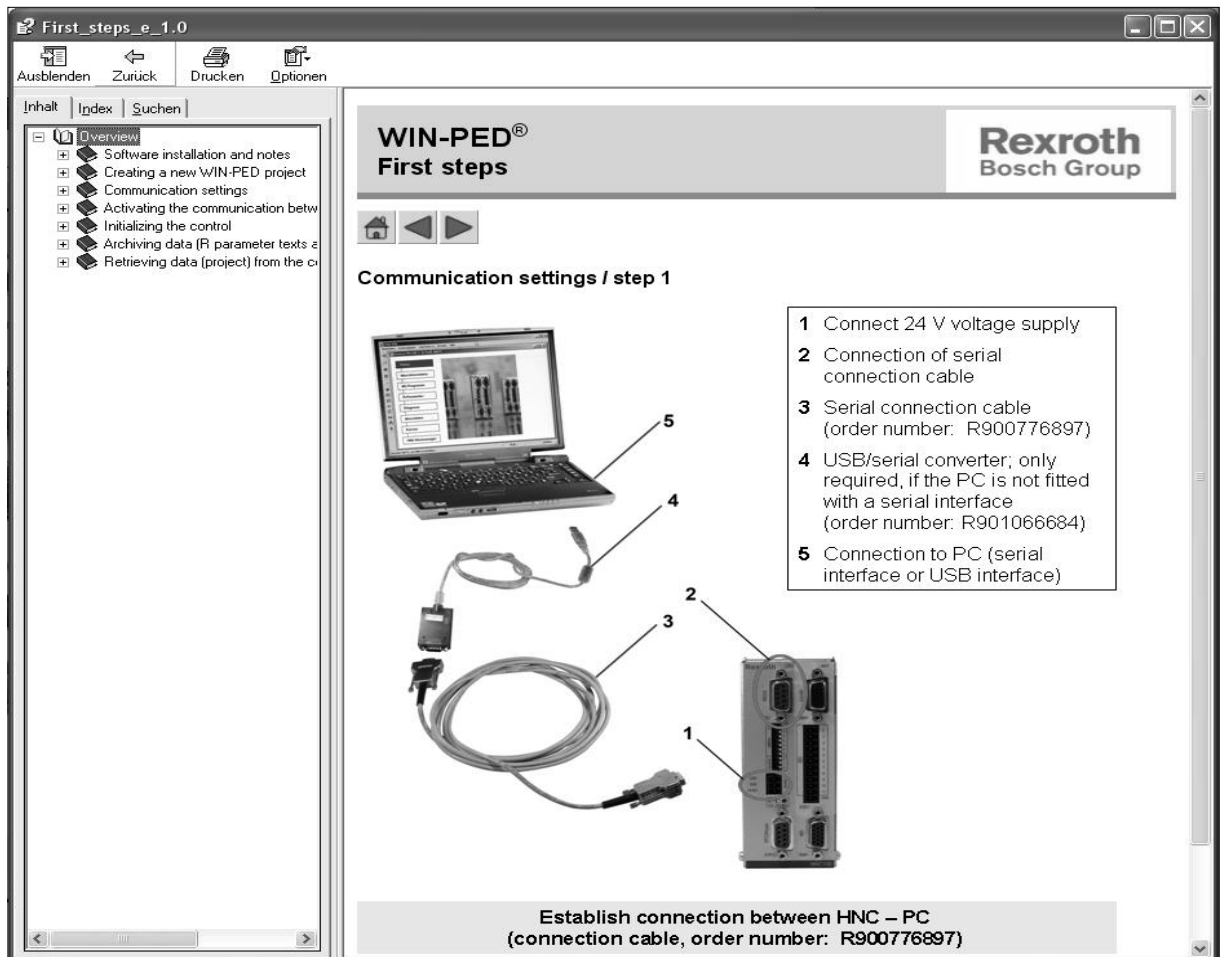 First_steps_e_1.0
Ausblenden Zurück Drucken Optionen
Inhalt Index Suchen
Overview
Software installation and notes
Creating a new WIN-PED project
Communication settings
Activating the communication betw
Initializing the control
Archiving data (R parameter texts a
Retrieving data (project) from the c
WIN-PED®
First steps
Rexroth
Bosch Group
Communication settings / step 1
1 Connect 24 V voltage supply
2 Connection of serial
connection cable
3 Serial connection cable
(order number: R900776897)
4 USB/serial converter; only
required, if the PC is not fitted
with a serial interface
(order number: R901066684)
5 Connection to PC (serial
interface or USB interface)
5
4
3
2
1
Rexroth
Establish connection between HNC – PC
(connection cable, order number: R900776897)